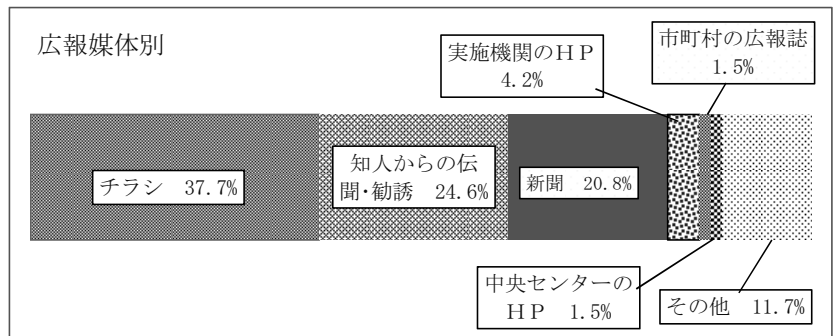 広報媒体別
実施機関のＨＰ
4.2%
市町村の広報誌
1.5%
チラシ　37.7%
知人からの伝
聞・勧誘　24.6%
新聞　20.8%
中央センターの
ＨＰ　1.5%
その他　11.7%